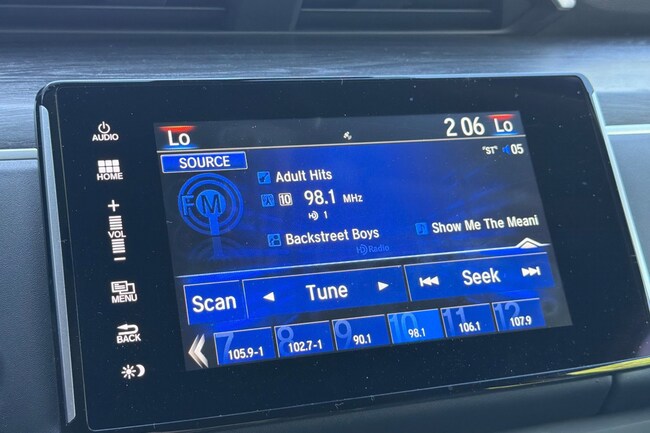 AUDIO
HOME
+
VOL
−
MENU
BACK
Lo
2 06 Lo
SOURCE
"ST" 05
FM
Adult Hits
10 98.1 MHz
HD 1
Backstreet Boys
Show Me The Meani
HD Radio
Scan
Tune
Seek
7 105.9-1
8 102.7-1
9 90.1
10 98.1
11 106.1
12 107.9